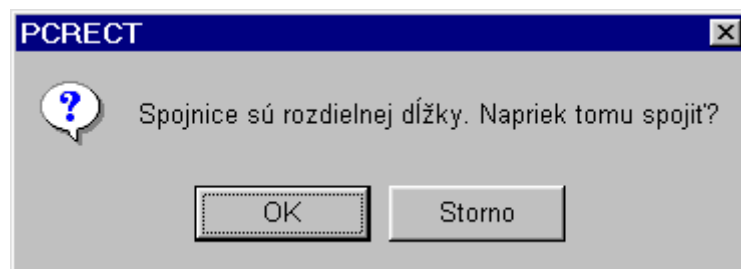 PCRECT
Spojnice sú rozdielnej dĺžky. Napriek tomu spojiť?
OK
Storno